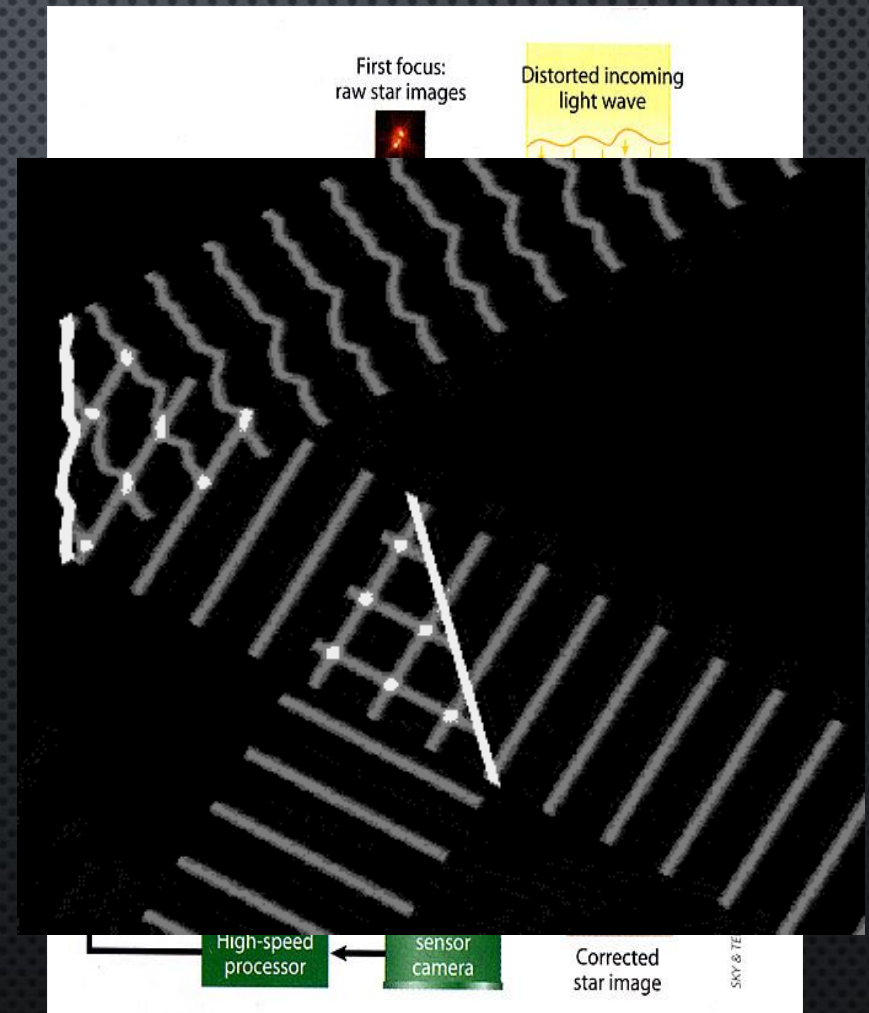 First focus:
raw star images
Distorted incoming
light wave
High-speed
processor
sensor
camera
Corrected
star image
SKY & TE